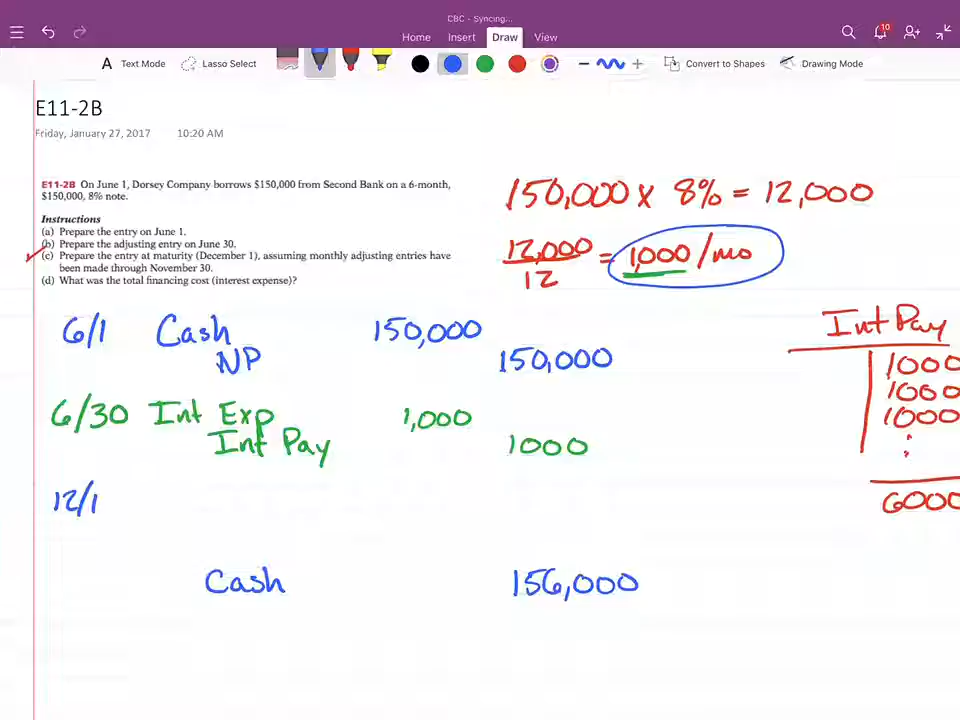 CBC - Syncing...
Home Insert Draw View
10
A Text Mode Lasso Select Convert to Shapes Drawing Mode
E11-2B
Friday, January 27, 2017 10:20 AM
E11-2B On June 1, Dorsey Company borrows $150,000 from Second Bank on a 6-month,
$150,000, 8% note.
Instructions
(a) Prepare the entry on June 1.
(b) Prepare the adjusting entry on June 30.
(c) Prepare the entry at maturity (December 1), assuming monthly adjusting entries have
been made through November 30.
(d) What was the total financing cost (interest expense)?
150,000 x 8% = 12,000
12,000
12
= 1,000 /mo
6/1 Cash 150,000
NP 150,000
6/30 Int Exp 1,000
Int Pay 1000
12/1
Cash 156,000
Int Pay
1000
1000
1000
6000